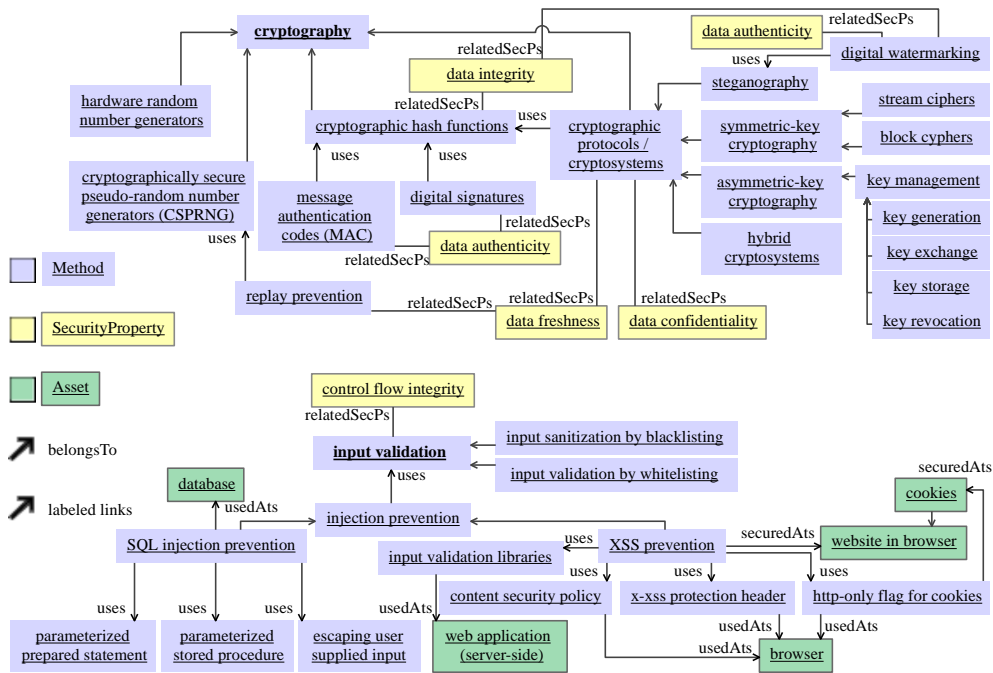 cryptography
relatedSecPs
data authenticity
relatedSecPs
digital watermarking
data integrity
uses
steganography
hardware random
number generators
relatedSecPs
stream ciphers
cryptographic hash functions
uses
cryptographic
protocols /
cryptosystems
symmetric-key
cryptography
block cyphers
uses
uses
cryptographically secure
pseudo-random number
generators (CSPRNG)
message
authentication
codes (MAC)
digital signatures
asymmetric-key
cryptography
key management
key generation
uses
relatedSecPs
data authenticity
relatedSecPs
hybrid
cryptosystems
key exchange
Method
replay prevention
relatedSecPs
relatedSecPs
relatedSecPs
key storage
SecurityProperty
data freshness
data confidentiality
key revocation
Asset
control flow integrity
relatedSecPs
belongsTo
input validation
input sanitization by blacklisting
input validation by whitelisting
uses
securedAts
database
cookies
labeled links
usedAts
injection prevention
SQL injection prevention
input validation libraries
uses
XSS prevention
securedAts
website in browser
uses
uses
uses
content security policy
x-xss protection header
http-only flag for cookies
uses
uses
uses
usedAts
usedAts
usedAts
parameterized
prepared statement
parameterized
stored procedure
escaping user
supplied input
web application
(server-side)
usedAts
browser